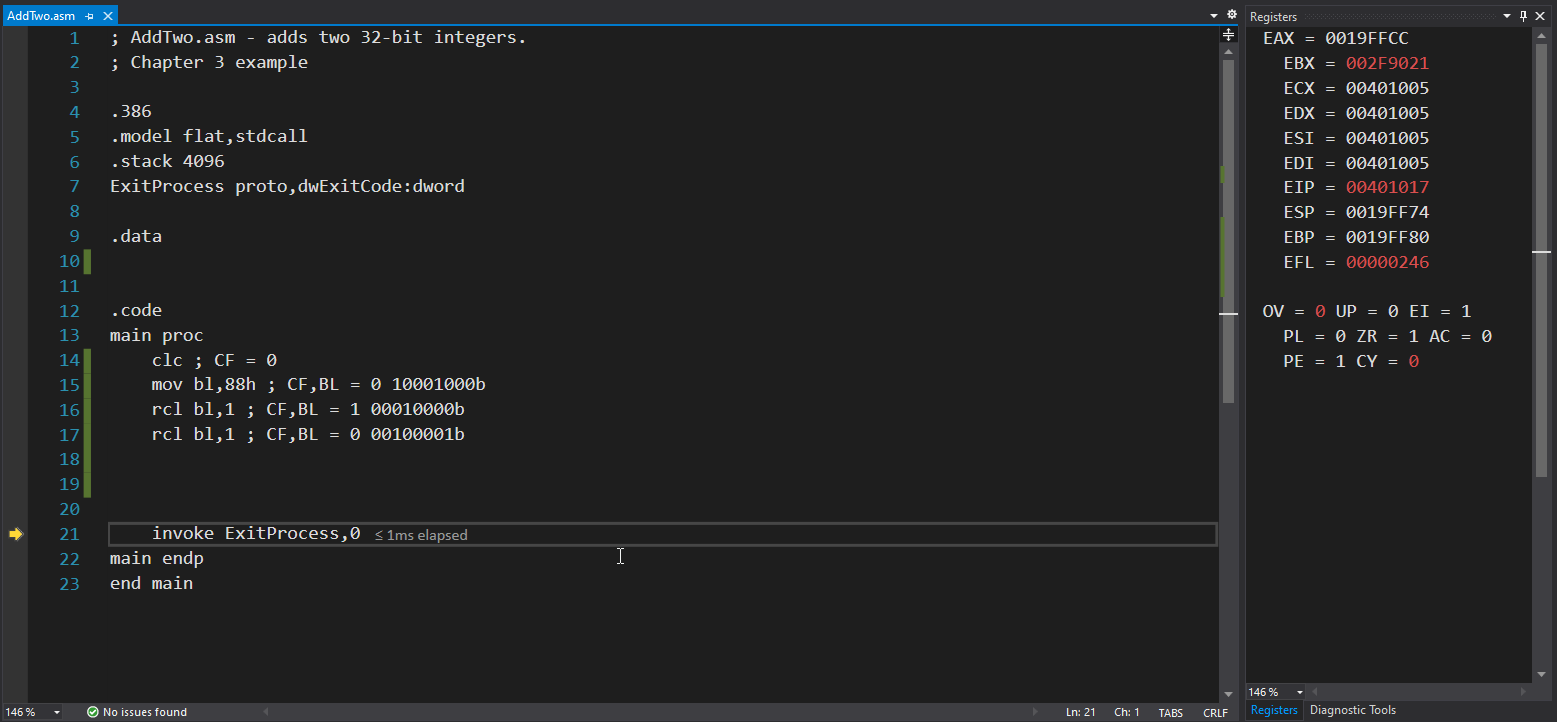 AddTwo.asm
1 ; AddTwo.asm - adds two 32-bit integers.
2 ; Chapter 3 example
3
4 .386
5 .model flat,stdcall
6 .stack 4096
7 ExitProcess proto,dwExitCode:dword
8
9 .data
10
11
12 .code
13 main proc
14 clc ; CF = 0
15 mov bl,88h ; CF,BL = 0 10001000b
16 rcl bl,1 ; CF,BL = 1 00010000b
17 rcl bl,1 ; CF,BL = 0 00100001b
18
19
20
21 invoke ExitProcess,0 ≤ 1ms elapsed
22 main endp
23 end main
146 % No issues found Ln: 21 Ch: 1 TABS CRLF
Registers
EAX = 0019FFCC
EBX = 002F9021
ECX = 00401005
EDX = 00401005
ESI = 00401005
EDI = 00401005
EIP = 00401017
ESP = 0019FF74
EBP = 0019FF80
EFL = 00000246
OV = 0 UP = 0 EI = 1
PL = 0 ZR = 1 AC = 0
PE = 1 CY = 0
146 %
Registers Diagnostic Tools